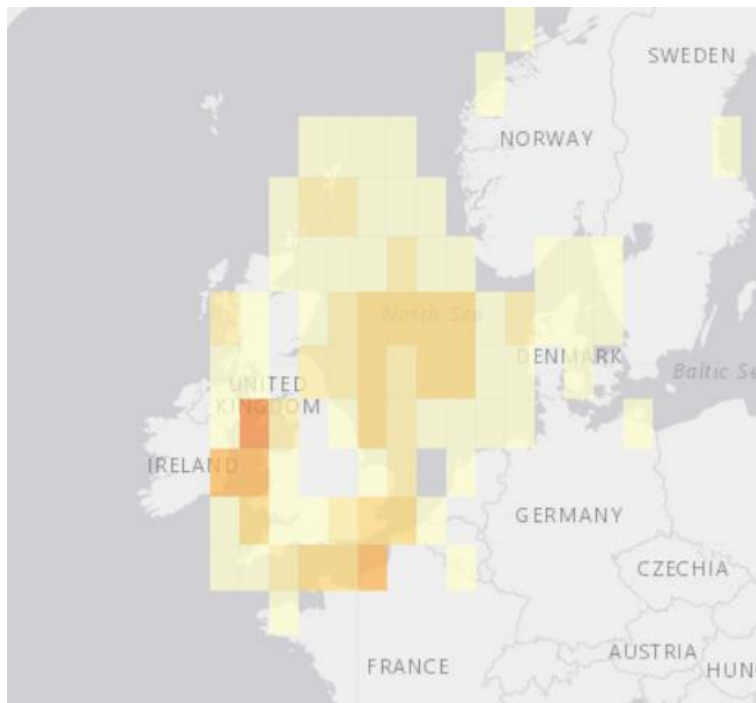 SWEDEN
NORWAY
North Sea
DENMARK
Baltic Se
UNITED
KINGDOM
IRELAND
GERMANY
CZECHIA
AUSTRIA
HUN
FRANCE